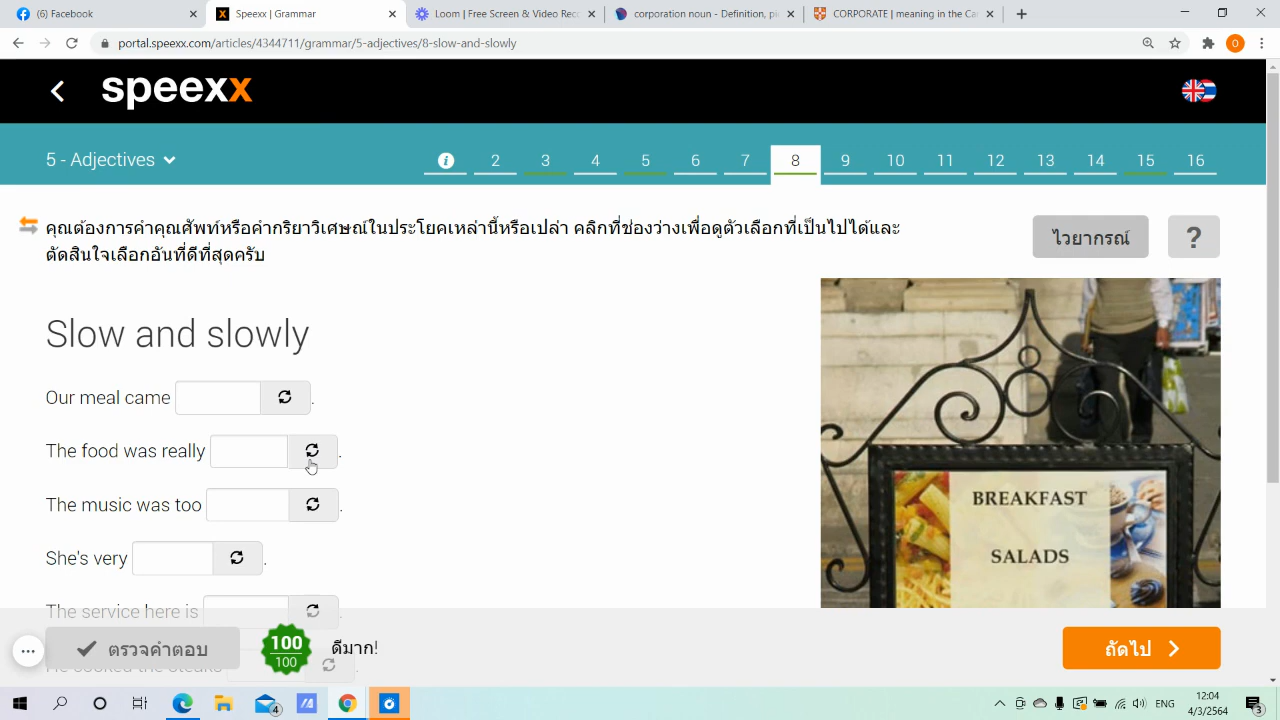 (6) Facebook
Speexx | Grammar
Loom | Free Screen & Video Rec
corporation noun - Definition, pi
CORPORATE | meaning in the Ca
portal.speexx.com/articles/4344711/grammar/5-adjectives/8-slow-and-slowly
O
speexx
5 - Adjectives
i 2 3 4 5 6 7 8 9 10 11 12 13 14 15 16
คุณต้องการคำคุณศัพท์หรือคำกริยาวิเศษณ์ในประโยคเหล่านี้หรือเปล่า คลิกที่ช่องว่างเพื่อดูตัวเลือกที่เป็นไปได้และ
ตัดสินใจเลือกอันที่ดีที่สุดครับ
ไวยากรณ์
?
Slow and slowly
Our meal came .
The food was really .
The music was too .
She's very .
The service here is .
He cooked the steaks .
BREAKFAST
SALADS
ตรวจคำตอบ
100
100
ดีมาก!
ถัดไป
4
ENG
12:04
4/3/2564
3